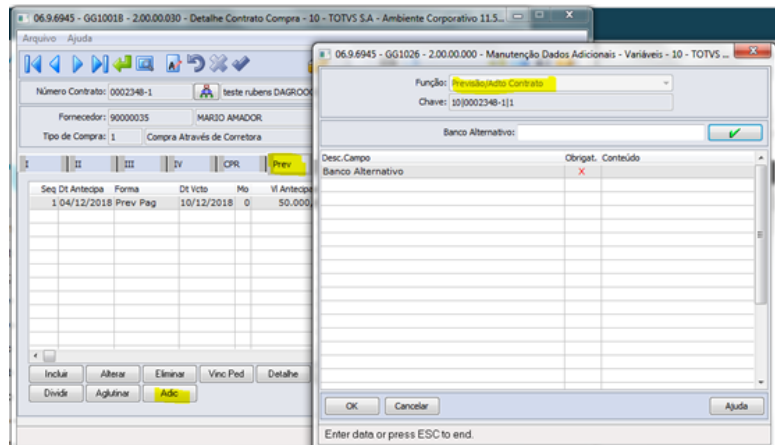 06.9.6945 - GG10018 - 2.00.00.030 - Detalhe Contrato Compra - 10 - TOTVS S.A - Ambiente Corporativo 11.5...
Arquivo Ajuda
Número Contrato: 0002348-1 teste rubens DAGROO
Fornecedor: 90000035 MARIO AMADOR
Tipo de Compra: 1 Compra Através de Corretora
I II III IV CPR Prev
Seq Dt Antecipa Forma Dt Vcto Mo Vl Antecipa
1 04/12/2018 Prev Pag 10/12/2018 0 50.000,
Incluir Alterar Eliminar Vinc Ped Detalhe
Dividir Aglutinar Adic
06.9.6945 - GG1026 - 2.00.00.000 - Manutenção Dados Adicionais - Variáveis - 10 - TOTVS ...
Função: Previsão/Adto Contrato
Chave: 10|0002348-1|1
Banco Alternativo:
Desc.Campo Obrigat. Conteúdo
Banco Alternativo X
OK Cancelar Ajuda
Enter data or press ESC to end.